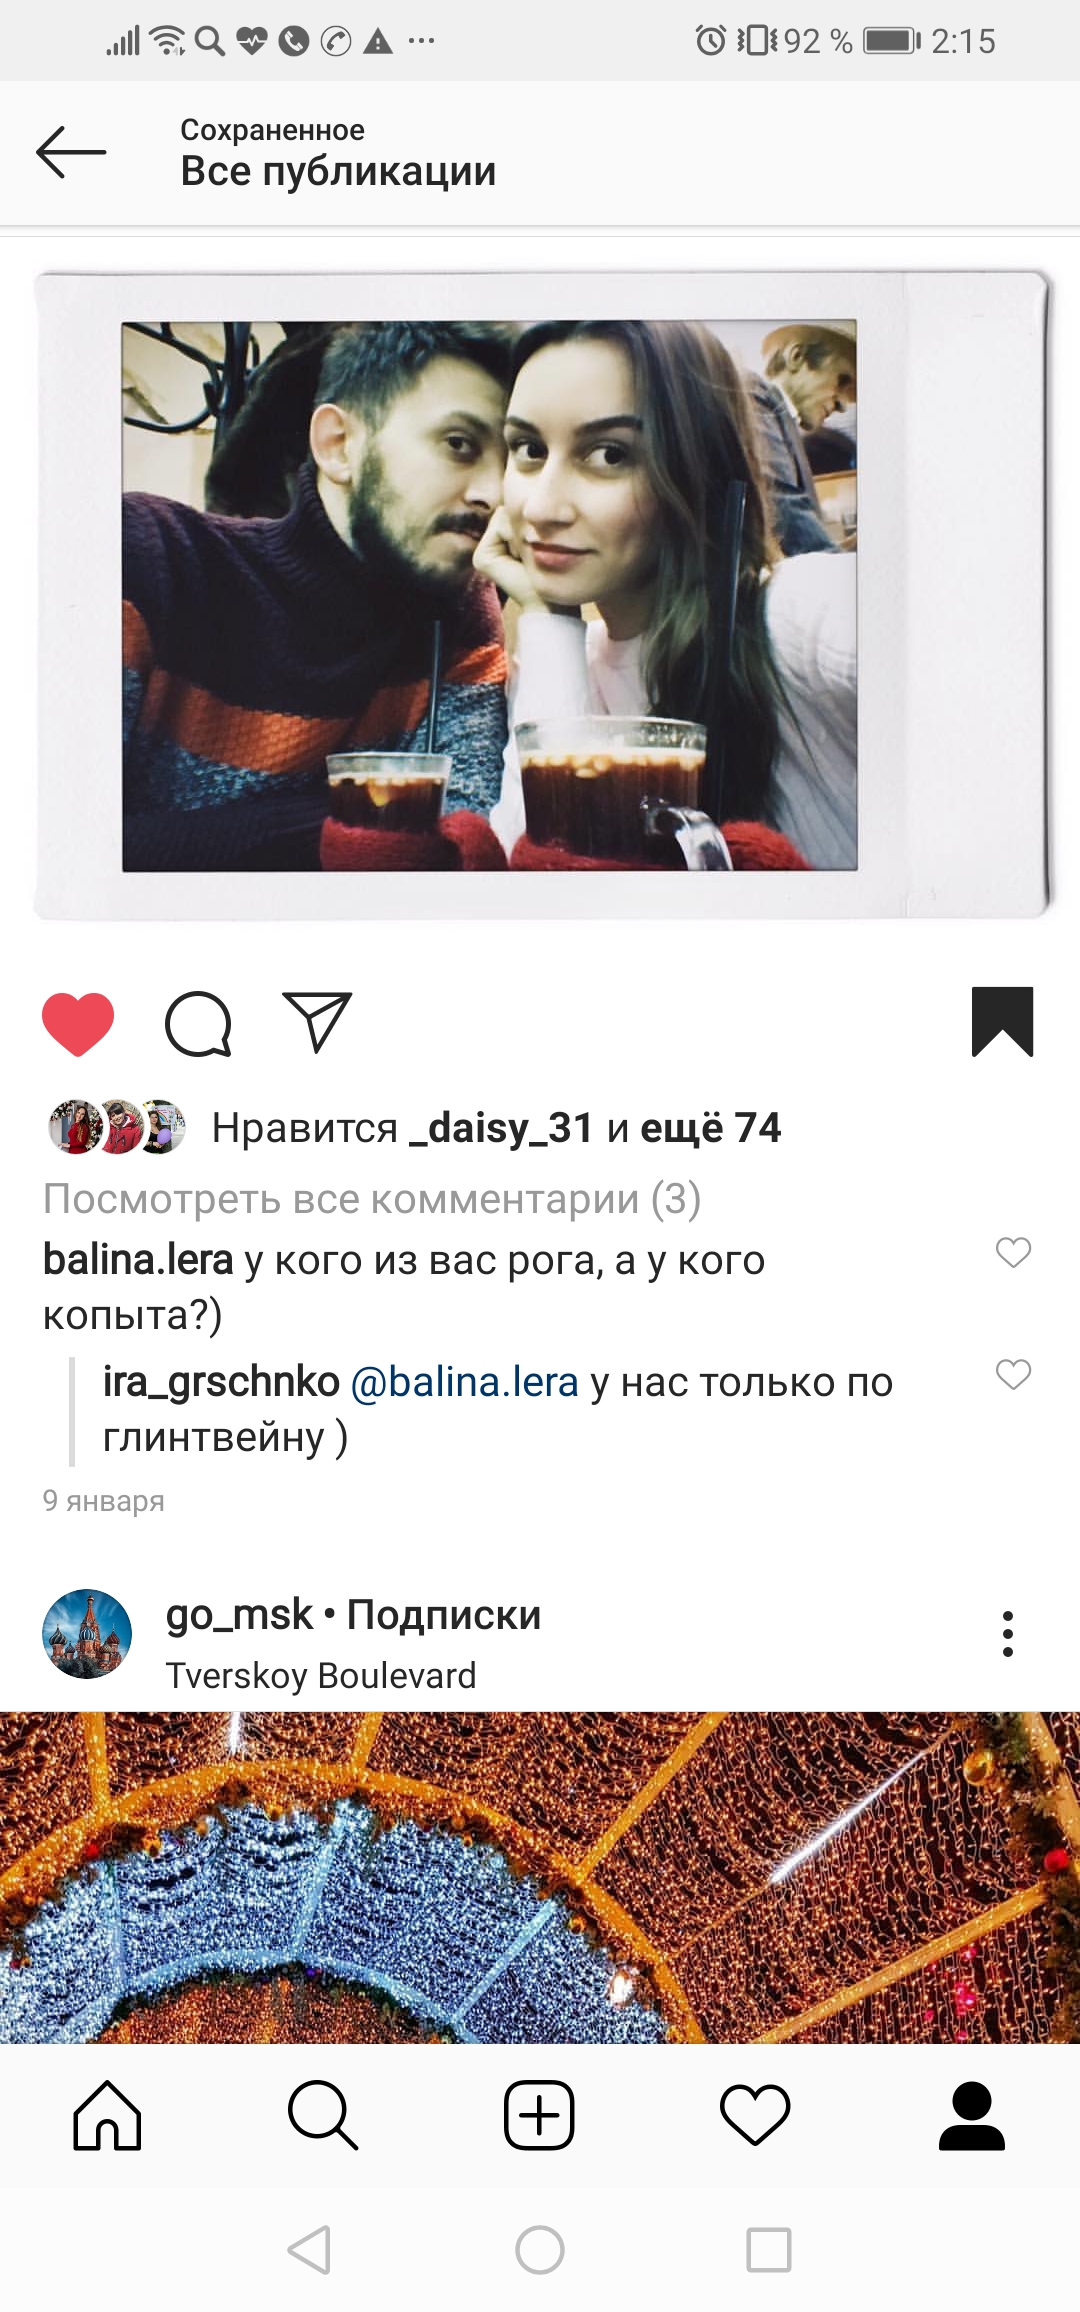 92 % 2:15
Сохраненное
Все публикации
Нравится _daisy_31 и ещё 74
Посмотреть все комментарии (3)
balina.lera у кого из вас рога, а у кого
копыта?)
ira_grschnko @balina.lera у нас только по
глинтвейну )
9 января
go_msk • Подписки
Tverskoy Boulevard